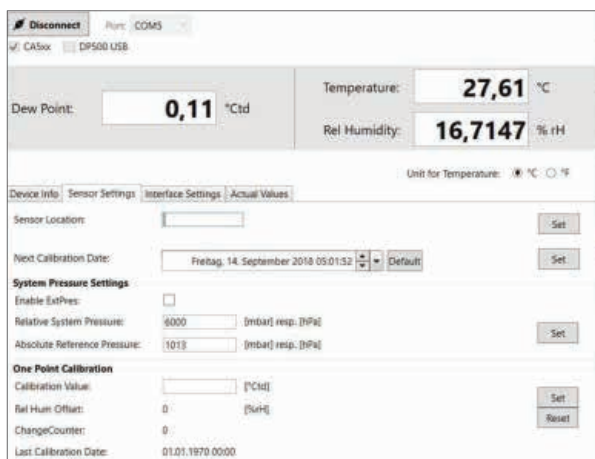 Disconnect Port: COM5
CA5xx DP500 USB
Dew Point: 0,11 °Ctd
Temperature: 27,61 °C
Rel Humidity: 16,7147 % rH
Unit for Temperature: °C °F
Device Info Sensor Settings Interface Settings Actual Values
Sensor Location: Set
Next Calibration Date: Freitag, 14. September 2018 05:01:52 Default Set
System Pressure Settings
Enable ExtPres:
Relative System Pressure: 6000 [mbar] resp. [hPa]
Set
Absolute Reference Pressure: 1013 [mbar] resp. [hPa]
One Point Calibration
Calibration Value: [°Ctd]
Set
Rel Hum Offset: 0 [%rH]
Reset
ChangeCounter: 0
Last Calibration Date: 01.01.1970 00:00